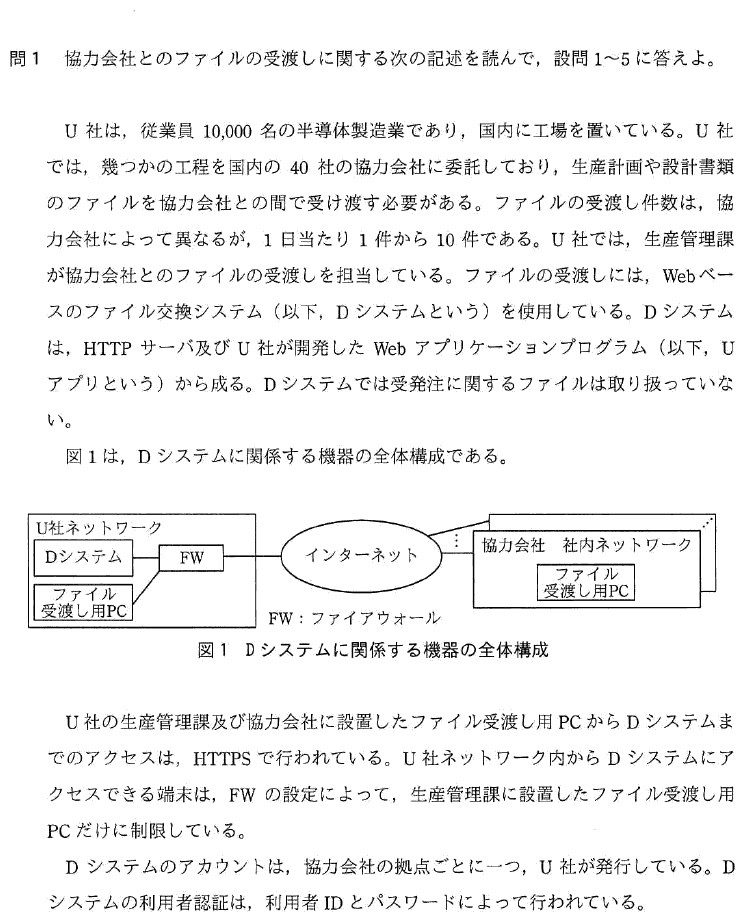 問1 協力会社とのファイルの受渡しに関する次の記述を読んで，設問1～5に答えよ。
U社は，従業員 10,000 名の半導体製造業であり，国内に工場を置いている。U社
では，幾つかの工程を国内の 40 社の協力会社に委託しており，生産計画や設計書類
のファイルを協力会社との間で受け渡す必要がある。ファイルの受渡し件数は，協
力会社によって異なるが，1日当たり1件から10件である。U社では，生産管理課
が協力会社とのファイルの受渡しを担当している。ファイルの受渡しには，Webベー
スのファイル交換システム（以下，Dシステムという）を使用している。Dシステム
は，HTTP サーバ及びU社が開発した Web アプリケーションプログラム（以下，U
アプリという）から成る。Dシステムでは受発注に関するファイルは取り扱っていな
い。
図1は，Dシステムに関係する機器の全体構成である。
U社ネットワーク
Dシステム
FW
ファイル
受渡し用PC
インターネット
協力会社 社内ネットワーク
ファイル
受渡し用PC
FW：ファイアウォール
図1 Dシステムに関係する機器の全体構成
U社の生産管理課及び協力会社に設置したファイル受渡し用PCからDシステムま
でのアクセスは，HTTPSで行われている。U社ネットワーク内からDシステムにア
クセスできる端末は，FW の設定によって，生産管理課に設置したファイル受渡し用
PCだけに制限している。
Dシステムのアカウントは，協力会社の拠点ごとに一つ，U社が発行している。D
システムの利用者認証は，利用者IDとパスワードによって行われている。